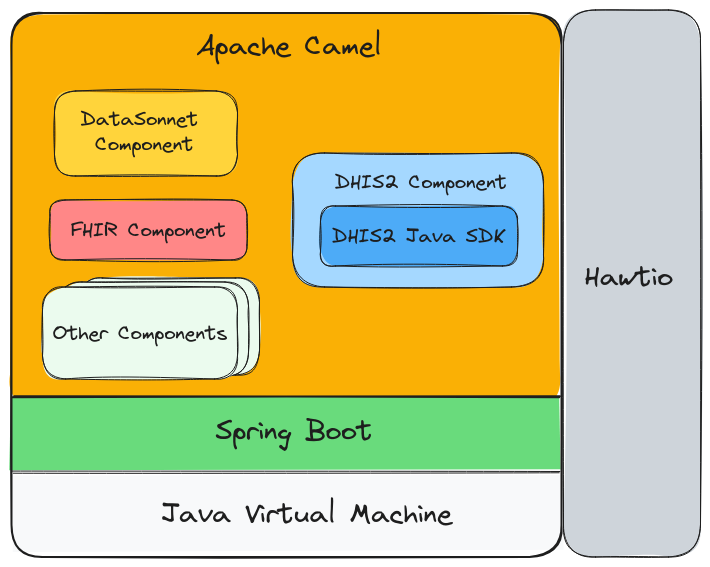 Apache Camel
DataSonnet
Component
DHIS2 Component
FHIR Component
DHIS2 Java SDK
Hawtio
Other Components
Spring Boot
Java Virtual Machine